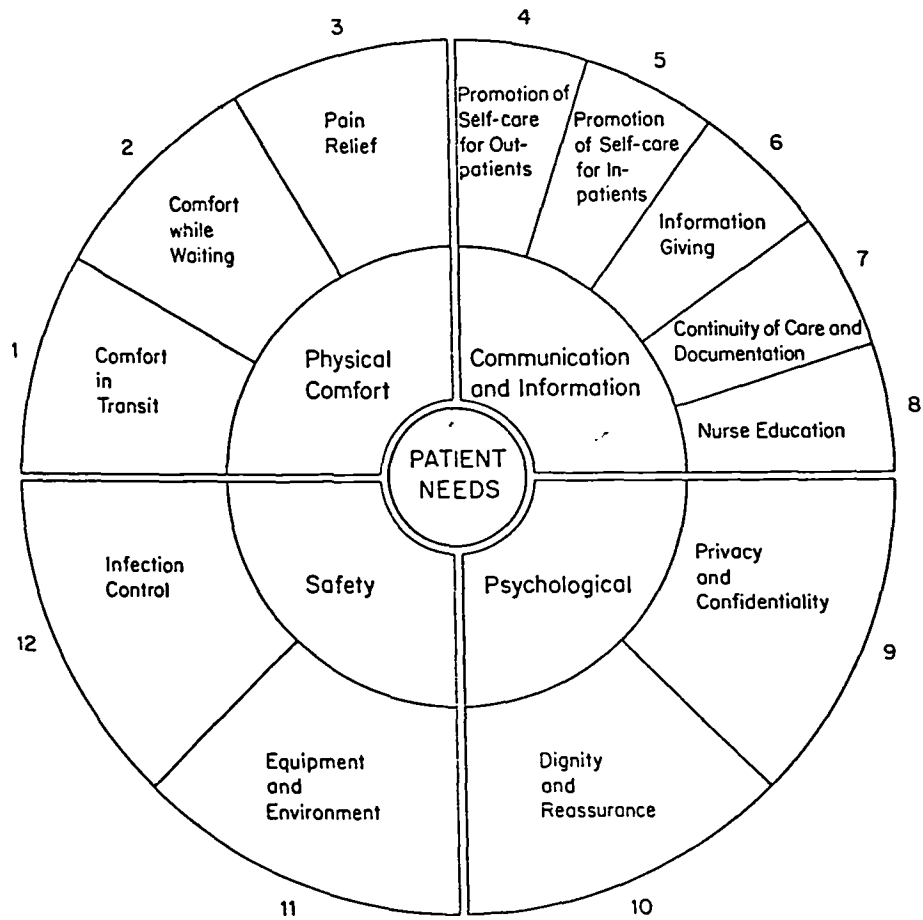 3
4
5
2
6
Pain
Relief
Promotion of
Self-care
for Out-
patients
Promotion
of Self-care
for In-
patients
Comfort
while
Waiting
Information
Giving
7
1
Comfort
in
Transit
Physical
Comfort
Communication
and Information
Continuity of Care and
Documentation
8
Nurse Education
PATIENT
NEEDS
Infection
Control
Safety
Psychological
Privacy
and
Confidentiality
12
9
Equipment
and
Environment
Dignity
and
Reassurance
11
10